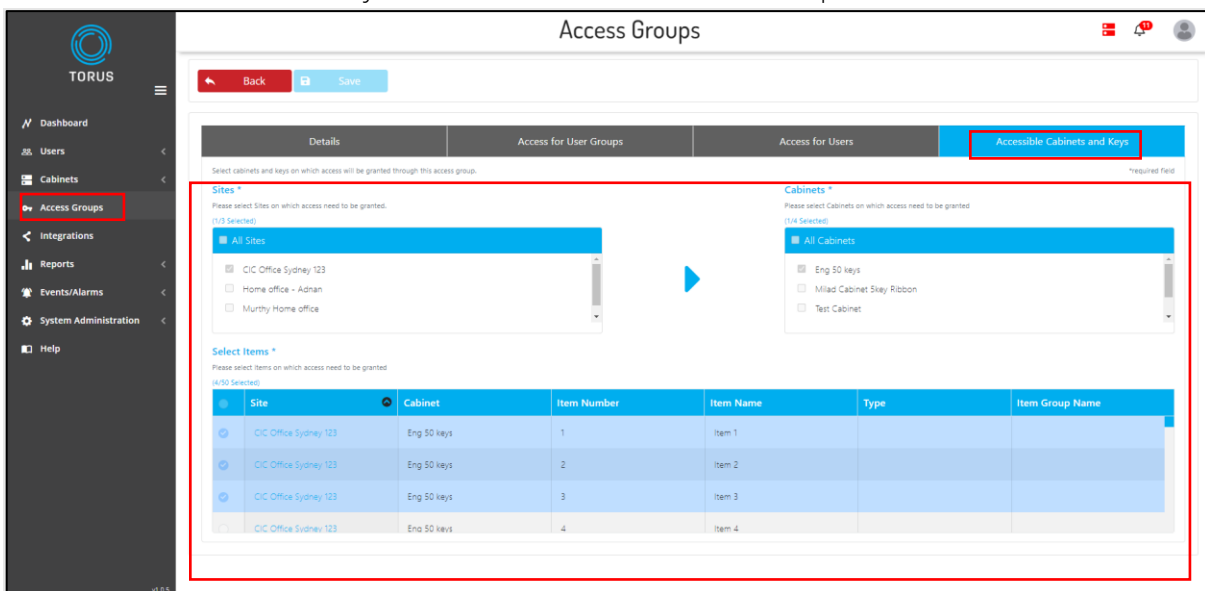 Access Groups
11
TORUS
Back Save
Dashboard
Users
Cabinets
Access Groups
Integrations
Reports
Events/Alarms
System Administration
Help
v1.0.5
Details Access for User Groups Access for Users Accessible Cabinets and Keys
Select cabinets and keys on which access will be granted through this access group. *required field
Sites *
Please select Sites on which access need to be granted.
(1/3 Selected)
All Sites
CIC Office Sydney 123
Home office - Adnan
Murthy Home office
Cabinets *
Please select Cabinets on which access need to be granted
(1/4 Selected)
All Cabinets
Eng 50 keys
Milad Cabinet 5key Ribbon
Test Cabinet
Select Items *
Please select Items on which access need to be granted
(4/50 Selected)
Site Cabinet Item Number Item Name Type Item Group Name
CIC Office Sydney 123 Eng 50 keys 1 Item 1
CIC Office Sydney 123 Eng 50 keys 2 Item 2
CIC Office Sydney 123 Eng 50 keys 3 Item 3
CIC Office Sydney 123 Eng 50 keys 4 Item 4